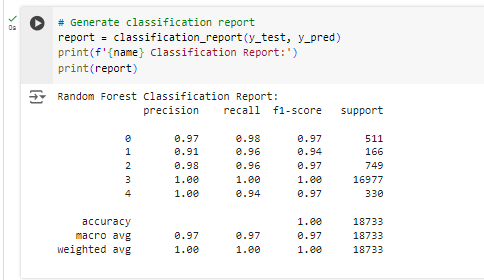 0s
# Generate classification report
report = classification_report(y_test, y_pred)
print(f'{name} Classification Report:')
print(report)
Random Forest Classification Report:
precision recall f1-score support
0 0.97 0.98 0.97 511
1 0.91 0.96 0.94 166
2 0.98 0.96 0.97 749
3 1.00 1.00 1.00 16977
4 1.00 0.94 0.97 330
accuracy 1.00 18733
macro avg 0.97 0.97 0.97 18733
weighted avg 1.00 1.00 1.00 18733